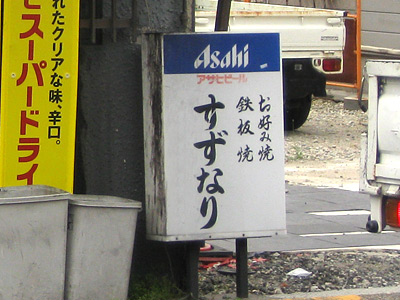 Asahi
アサヒビール
お好み焼
鉄板焼
すずなり
れたクリアな味、辛口。
ビスーパードライ